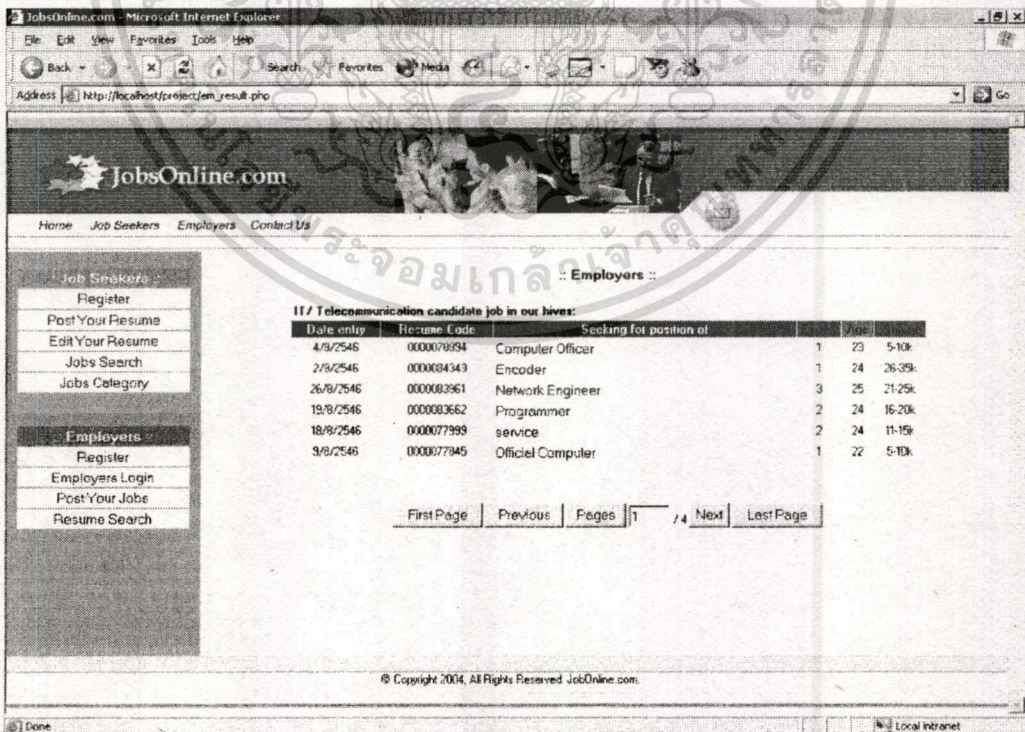 JobsOnline.com - Microsoft Internet Explorer
File Edit View Favorites Tools Help
Back Search Favorites Media
Address http://localhost/project/em_result.php Go
JobsOnline.com
Home Job Seekers Employers Contact Us
Job Seekers ::
Register
Post Your Resume
Edit Your Resume
Jobs Search
Jobs Category
Employers ::
Register
Employers Login
Post Your Jobs
Resume Search
:: Employers ::
IT/ Telecommunication candidate job in our hives:
Date entry Resume Code Seeking for position of Age
4/9/2546 Computer Officer 1 23 5-10k
2/9/2546 0000084343 Encoder 1 24 26-35k
26/8/2546 0000083961 Network Engineer 3 25 21-25k
19/8/2546 0000083662 Programmer 2 24 16-20k
18/8/2546 0000077999 service 2 24 11-15k
9/8/2546 0000077845 Official Computer 1 22 5-10k
First Page Previous Pages 1 /4 Next Last Page
© Copyright 2004, All Rights Reserved JobOnline.com.
Done Local intranet